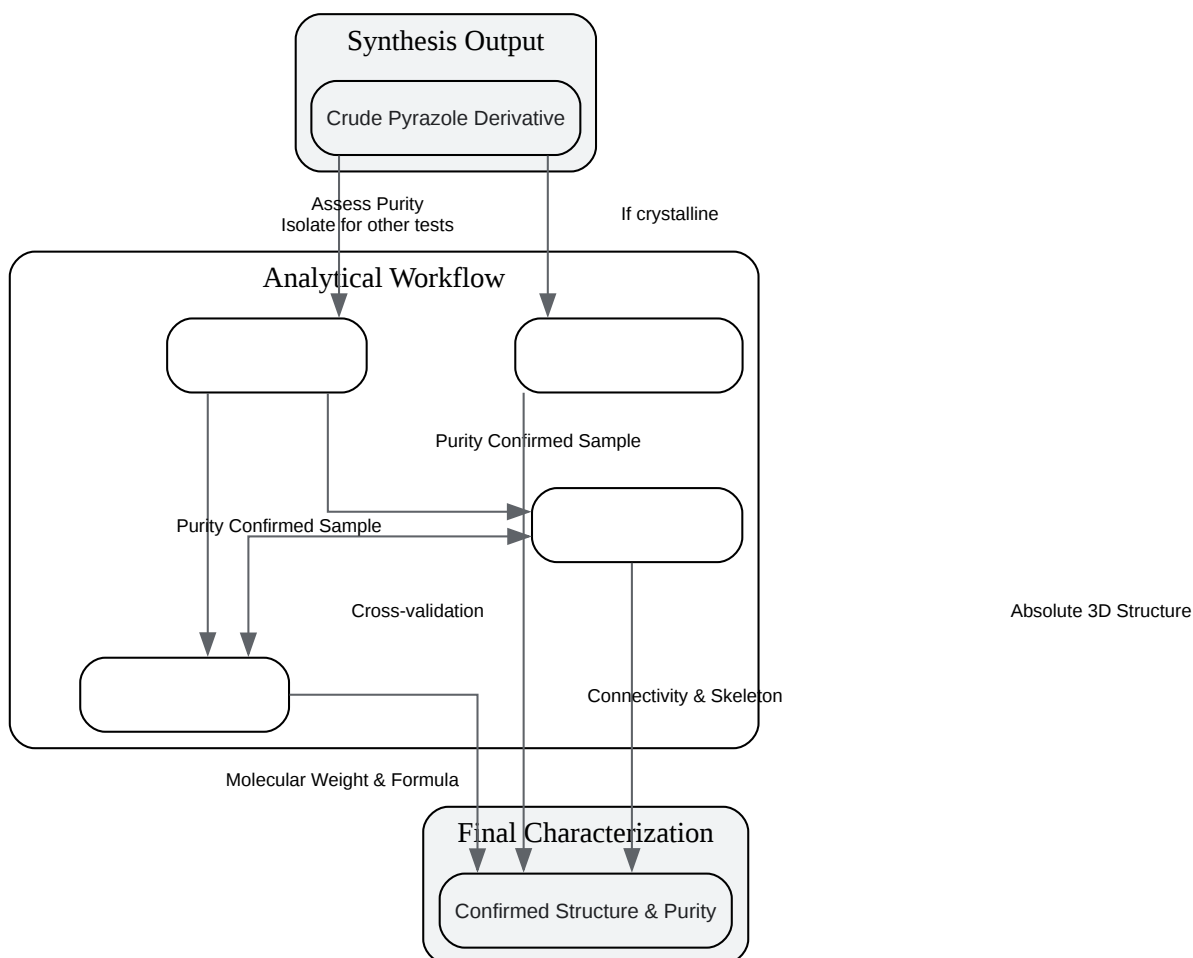 Synthesis Output
Crude Pyrazole Derivative
Assess Purity
Isolate for other tests
If crystalline
Analytical Workflow
Purity Confirmed Sample
Purity Confirmed Sample
Cross-validation
Absolute 3D Structure
Connectivity & Skeleton
Molecular Weight & Formula
Final Characterization
Confirmed Structure & Purity